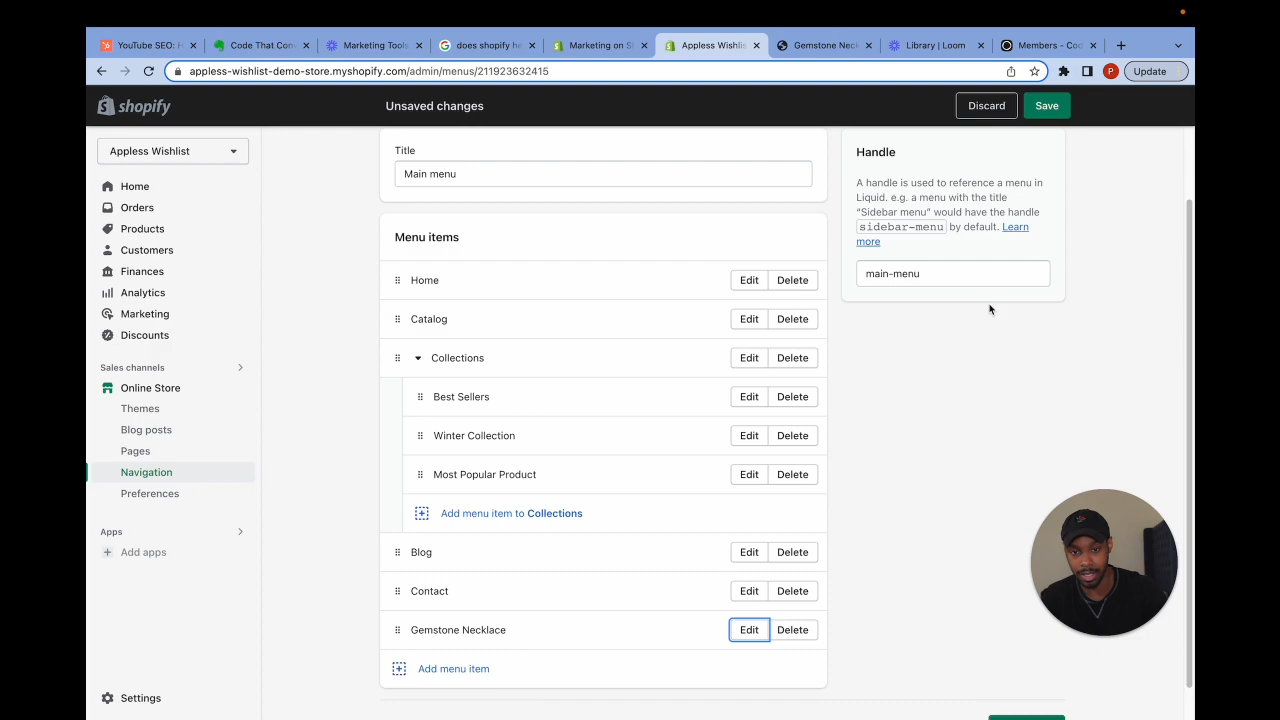 YouTube SEO: H
Code That Con
Marketing Tools
does shopify he
Marketing on S
Appless Wishlis
Gemstone Neck
Library | Loom
Members - Cod
appless-wishlist-demo-store.myshopify.com/admin/menus/211923632415
P
Update
shopify
Unsaved changes
Discard
Save
Appless Wishlist
Home
Orders
Products
Customers
Finances
Analytics
Marketing
Discounts
Sales channels
Online Store
Themes
Blog posts
Pages
Navigation
Preferences
Apps
Add apps
Settings
Title
Main menu
Menu items
Home
Edit
Delete
Catalog
Edit
Delete
Collections
Edit
Delete
Best Sellers
Edit
Delete
Winter Collection
Edit
Delete
Most Popular Product
Edit
Delete
Add menu item to Collections
Blog
Edit
Delete
Contact
Edit
Delete
Gemstone Necklace
Edit
Delete
Add menu item
Handle
A handle is used to reference a menu in
Liquid. e.g. a menu with the title
“Sidebar menu” would have the handle
sidebar-menu by default. Learn
more
main-menu